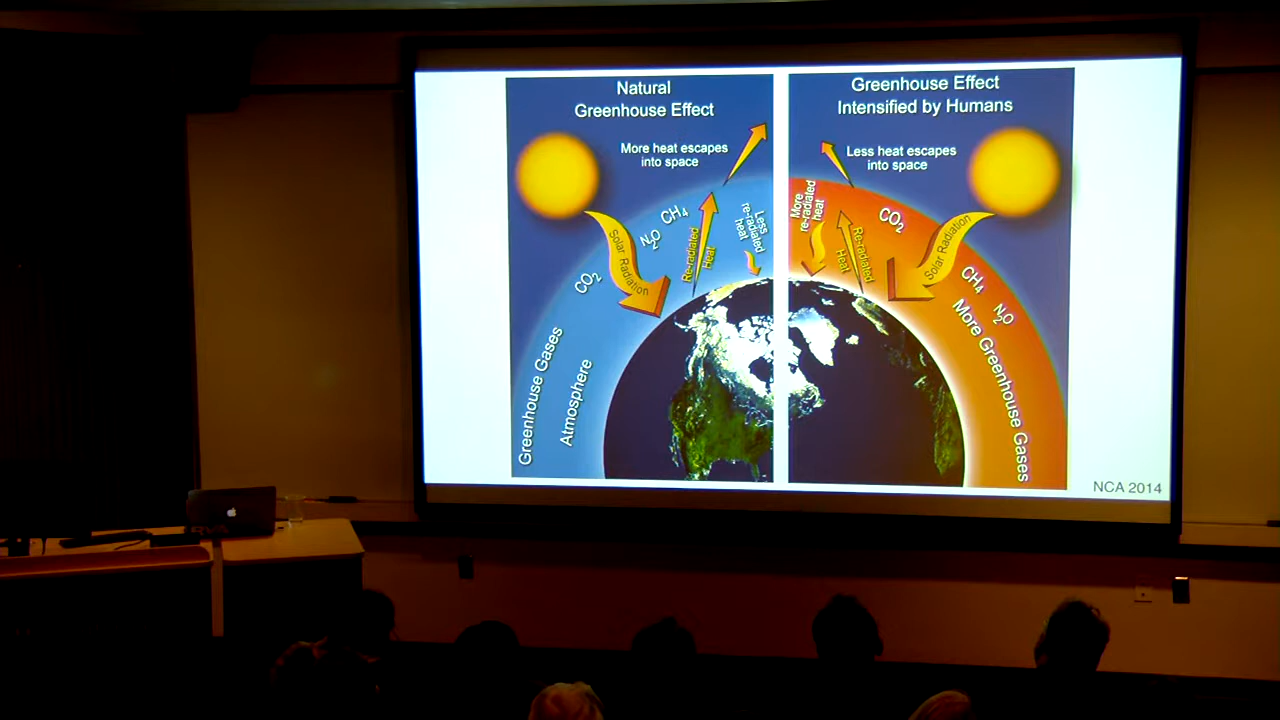 Natural
Greenhouse Effect
More heat escapes
into space
CH4
N2O
CO2
Solar Radiation
Re-radiated
Heat
Less
re-radiated
heat
Greenhouse Gases
Atmosphere
Greenhouse Effect
Intensified by Humans
Less heat escapes
into space
More
re-radiated
heat
Re-radiated
Heat
CO2
Solar Radiation
CH4
N2O
More Greenhouse Gases
NCA 2014